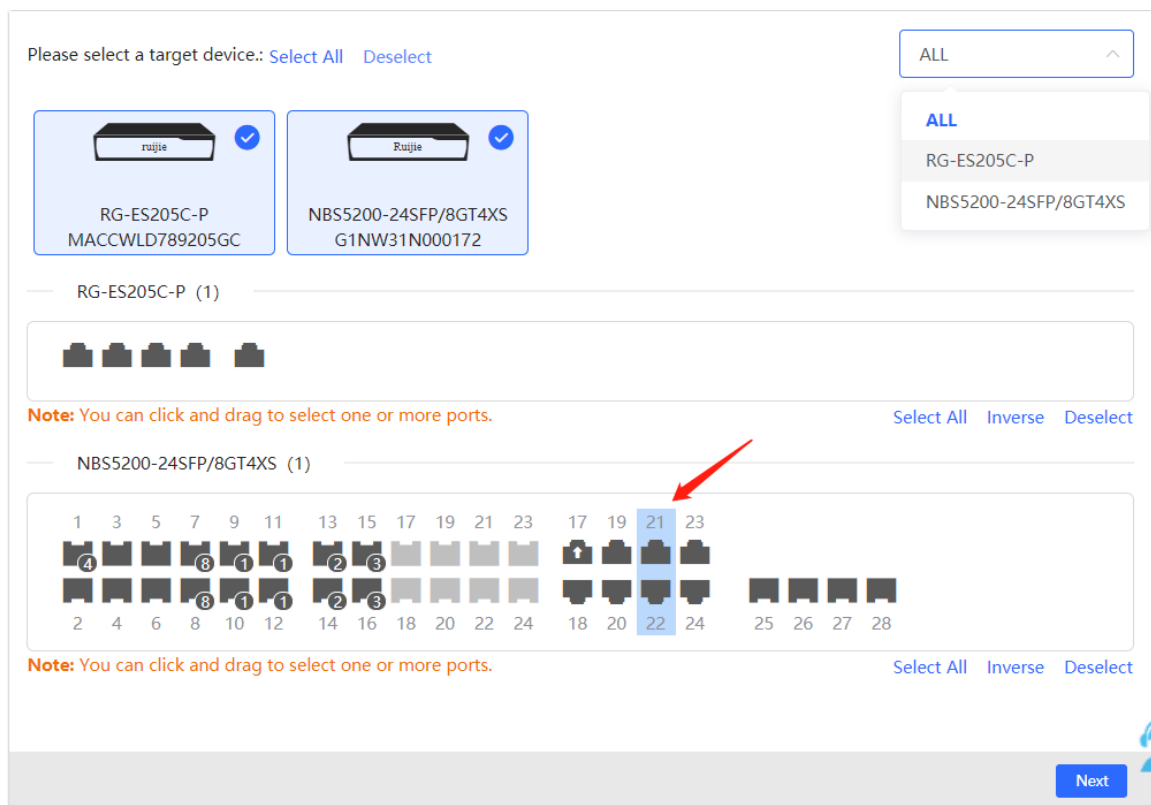 Please select a target device.: Select All Deselect
ALL
ALL
RG-ES205C-P
NBS5200-24SFP/8GT4XS
ruijie
Ruijie
RG-ES205C-P
MACCWLD789205GC
NBS5200-24SFP/8GT4XS
G1NW31N000172
RG-ES205C-P (1)
Note: You can click and drag to select one or more ports.
Select All Inverse Deselect
NBS5200-24SFP/8GT4XS (1)
1 3 5 7 9 11 13 15 17 19 21 23 17 19 21 23
4 8 1 1 2 3
8 1 1 2 3
2 4 6 8 10 12 14 16 18 20 22 24 18 20 22 24 25 26 27 28
Note: You can click and drag to select one or more ports.
Select All Inverse Deselect
Next